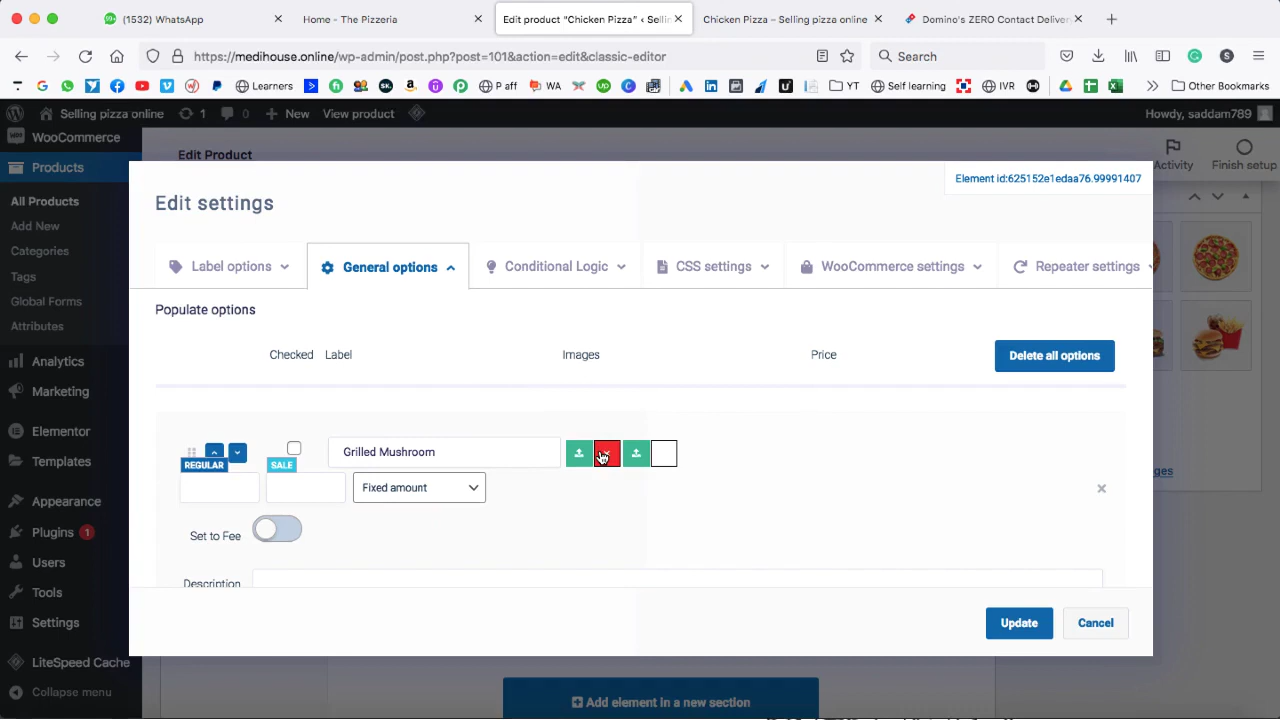 (1532) WhatsApp
Home - The Pizzeria
Edit product “Chicken Pizza” ‹ Sellin
Chicken Pizza – Selling pizza online
Domino's ZERO Contact Deliver
https://medihouse.online/wp-admin/post.php?post=101&action=edit&classic-editor
Search
Learners
P aff
WA
YT
Self learning
IVR
Other Bookmarks
Selling pizza online
1
0
New
View product
Howdy, saddam789
WooCommerce
Products
All Products
Add New
Categories
Tags
Global Forms
Attributes
Analytics
Marketing
Elementor
Templates
Appearance
Plugins 1
Users
Tools
Settings
LiteSpeed Cache
Collapse menu
Edit Product
Activity
Finish setup
Element id:625152e1edaa76.99991407
Edit settings
Label options
General options
Conditional Logic
CSS settings
WooCommerce settings
Repeater settings
Populate options
Checked
Label
Images
Price
Delete all options
Grilled Mushroom
REGULAR
SALE
Fixed amount
Set to Fee
Description
Update
Cancel
Add element in a new section